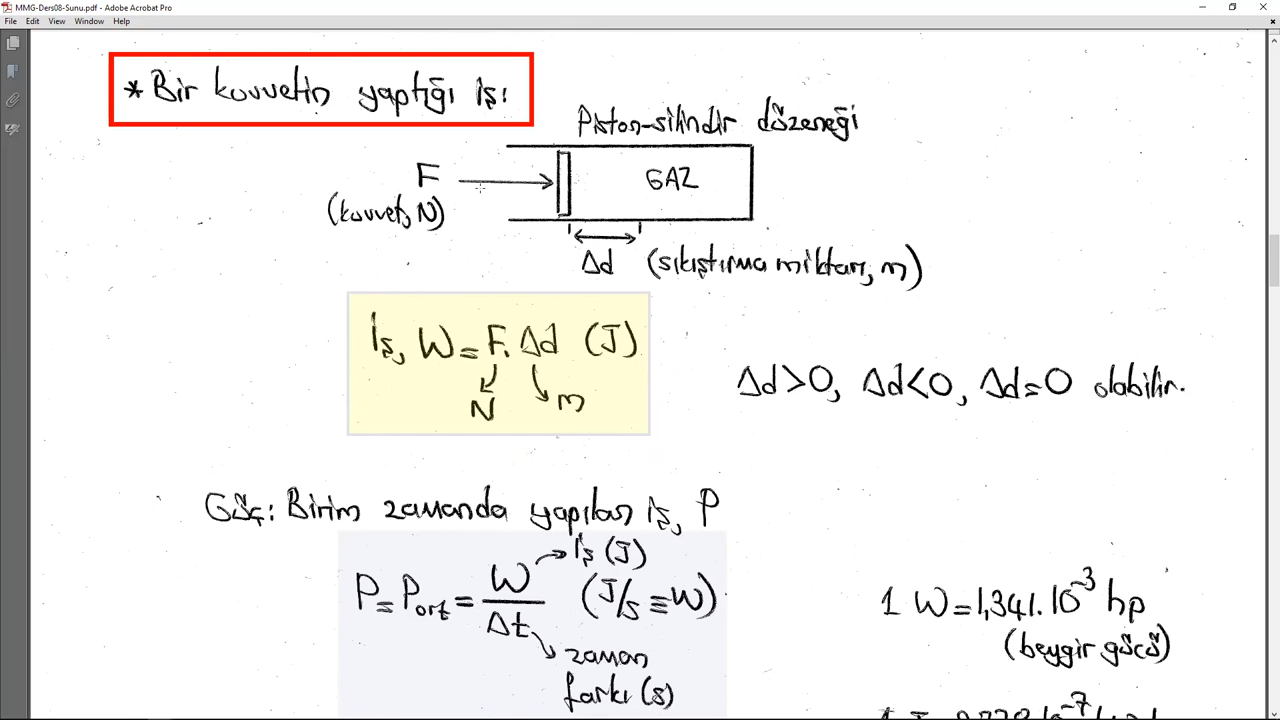 MMG-Ders08-Sunu.pdf - Adobe Acrobat Pro
File Edit View Window Help
* Bir kuvvetin yaptığı iş:
Piston-silindir düzeneği
F
GAZ
(kuvvet, N)
Δd (sıkıştırma miktarı, m)
İş, W = F. Δd (J)
N m
Δd>0, Δd<0, Δd=0 olabilir.
Güç: Birim zamanda yapılan iş, P
İş (J)
P = Port = W/Δt (J/s ≡ W)
zaman
farkı (s)
1 W = 1,341.10⁻³ hp
(beygir gücü)